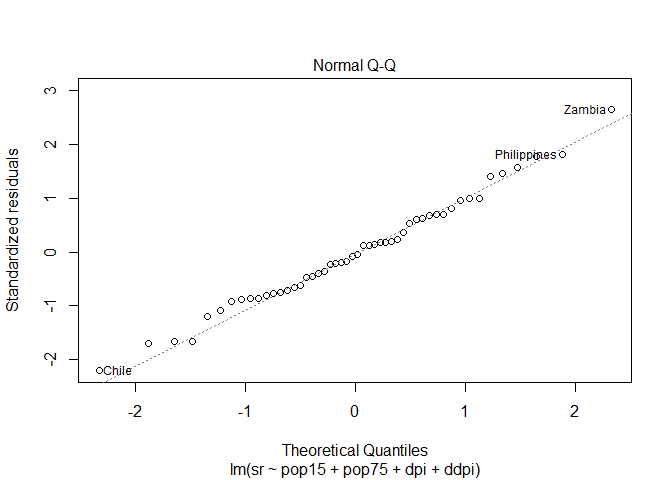 Normal Q-Q
Standardized residuals
3
2
1
0
-1
-2
Zambia
Philippines
Chile
-2
-1
0
1
2
Theoretical Quantiles
lm(sr ~ pop15 + pop75 + dpi + ddpi)